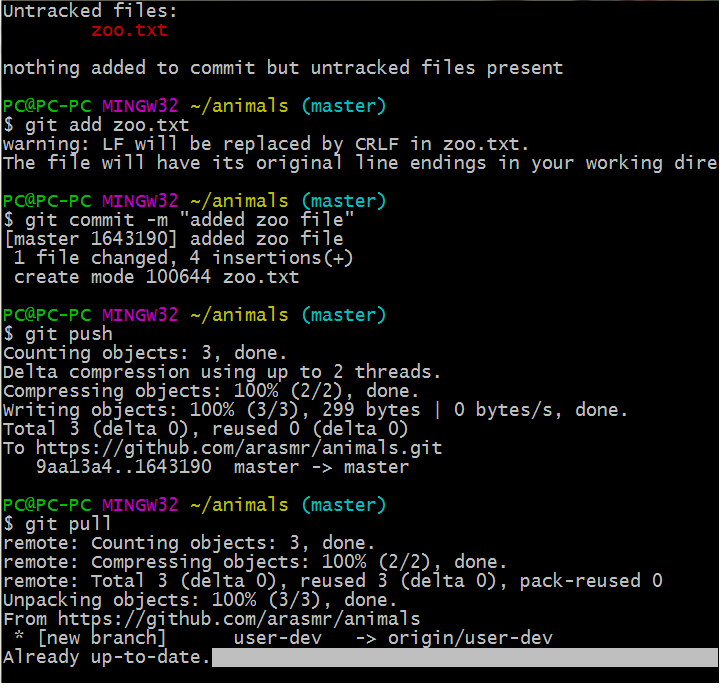 Untracked files:
        zoo.txt
nothing added to commit but untracked files present
PC@PC-PC MINGW32 ~/animals (master)
$ git add zoo.txt
warning: LF will be replaced by CRLF in zoo.txt.
The file will have its original line endings in your working dire
PC@PC-PC MINGW32 ~/animals (master)
$ git commit -m "added zoo file"
[master 1643190] added zoo file
 1 file changed, 4 insertions(+)
 create mode 100644 zoo.txt
PC@PC-PC MINGW32 ~/animals (master)
$ git push
Counting objects: 3, done.
Delta compression using up to 2 threads.
Compressing objects: 100% (2/2), done.
Writing objects: 100% (3/3), 299 bytes | 0 bytes/s, done.
Total 3 (delta 0), reused 0 (delta 0)
To https://github.com/arasmr/animals.git
   9aa13a4..1643190  master -> master
PC@PC-PC MINGW32 ~/animals (master)
$ git pull
remote: Counting objects: 3, done.
remote: Compressing objects: 100% (2/2), done.
remote: Total 3 (delta 0), reused 3 (delta 0), pack-reused 0
Unpacking objects: 100% (3/3), done.
From https://github.com/arasmr/animals
 * [new branch]      user-dev   -> origin/user-dev
Already up-to-date.